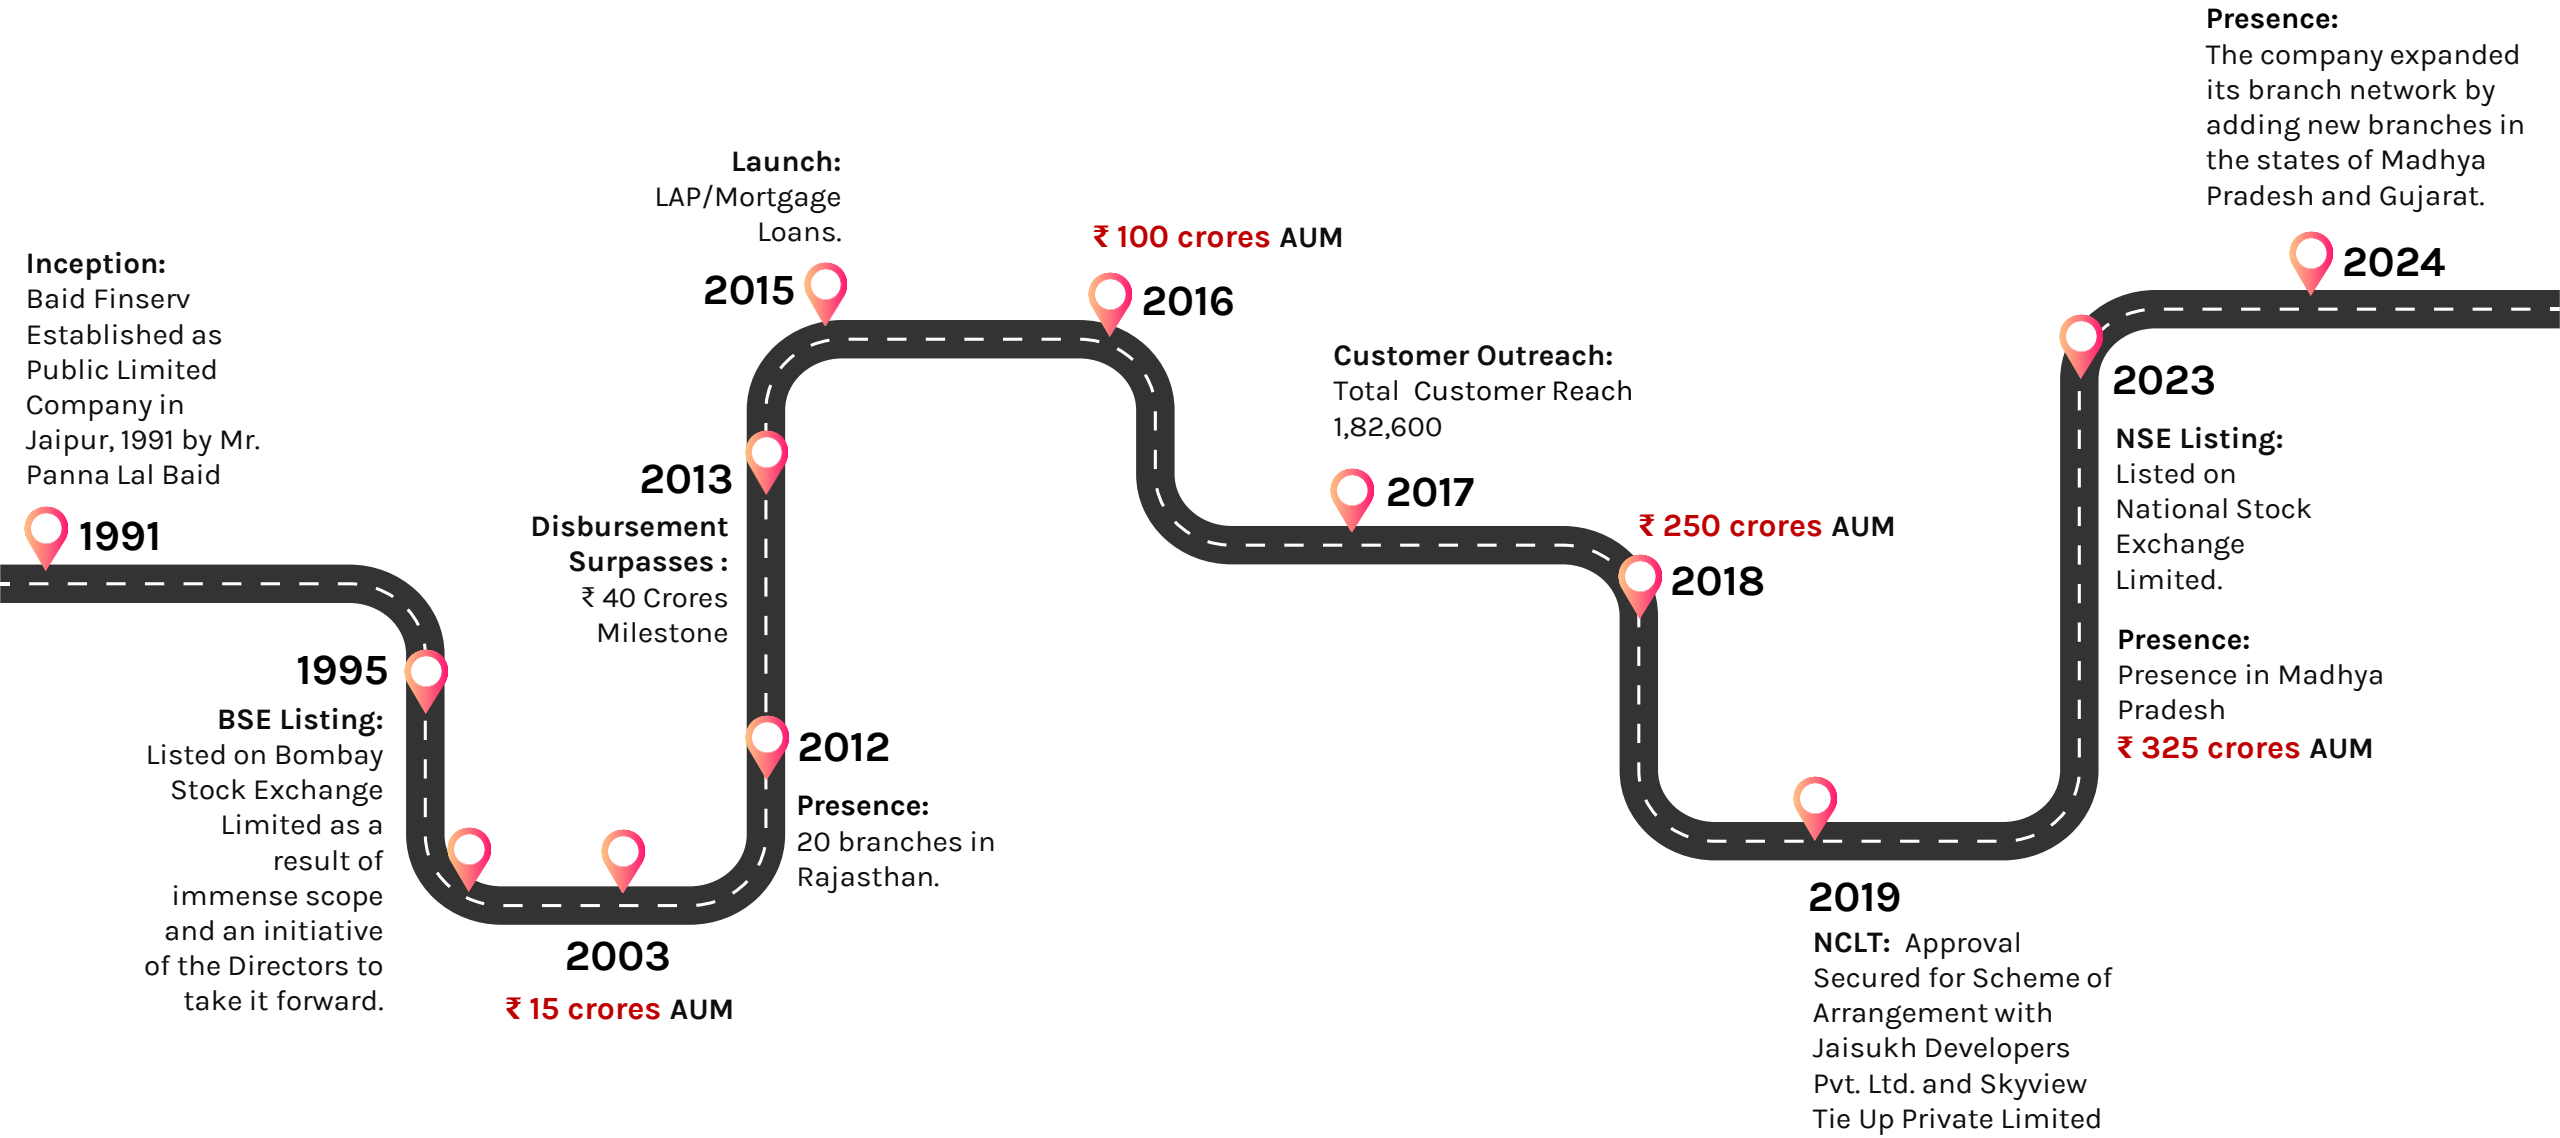 Inception:
Baid Finserv
Established as
Public Limited
Company in
Jaipur, 1991 by Mr.
Panna Lal Baid
1991
1995
BSE Listing:
Listed on Bombay
Stock Exchange
Limited as a
result of
immense scope
and an initiative
of the Directors to
take it forward.
2003
₹ 15 crores AUM
2012
Presence:
20 branches in
Rajasthan.
2013
Disbursement
Surpasses :
₹ 40 Crores
Milestone
Launch:
LAP/Mortgage
Loans.
2015
₹ 100 crores AUM
2016
Customer Outreach:
Total  Customer Reach
1,82,600
2017
₹ 250 crores AUM
2018
2019
NCLT:  Approval
Secured for Scheme of
Arrangement with
Jaisukh Developers
Pvt. Ltd. and Skyview
Tie Up Private Limited
2023
NSE Listing:
Listed on
National Stock
Exchange
Limited.
Presence:
Presence in Madhya
Pradesh
₹ 325 crores AUM
Presence:
The company expanded
its branch network by
adding new branches in
the states of Madhya
Pradesh and Gujarat.
2024